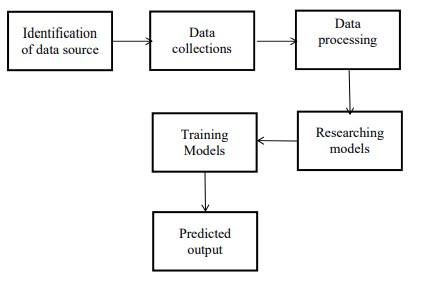 Identification
of data source
Data
collections
Data
processing
Researching
models
Training
Models
Predicted
output